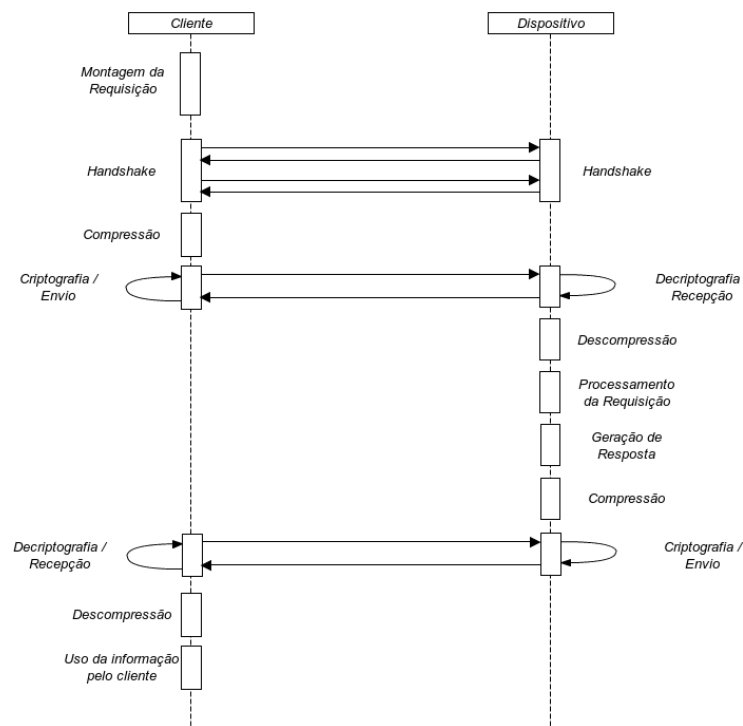 Cliente
Dispositivo
Montagem da
Requisição
Handshake
Handshake
Compressão
Criptografia /
Envio
Decriptografia
Recepção
Descompressão
Processamento
da Requisição
Geração de
Resposta
Compressão
Decriptografia /
Recepção
Criptografia /
Envio
Descompressão
Uso da informação
pelo cliente